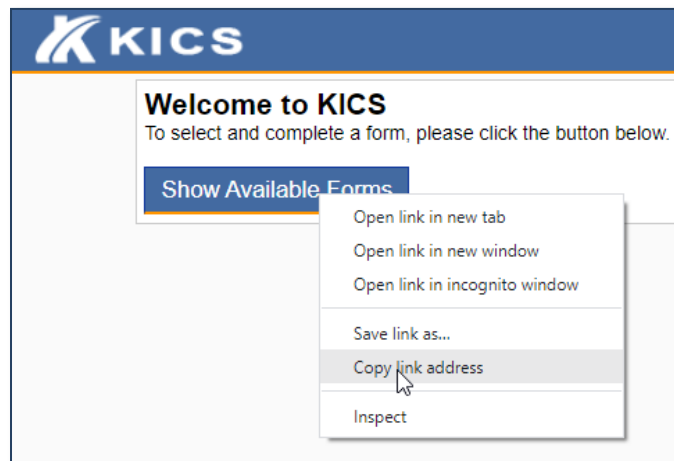 KICS
Welcome to KICS
To select and complete a form, please click the button below.
Show Available Forms
Open link in new tab
Open link in new window
Open link in incognito window
Save link as...
Copy link address
Inspect